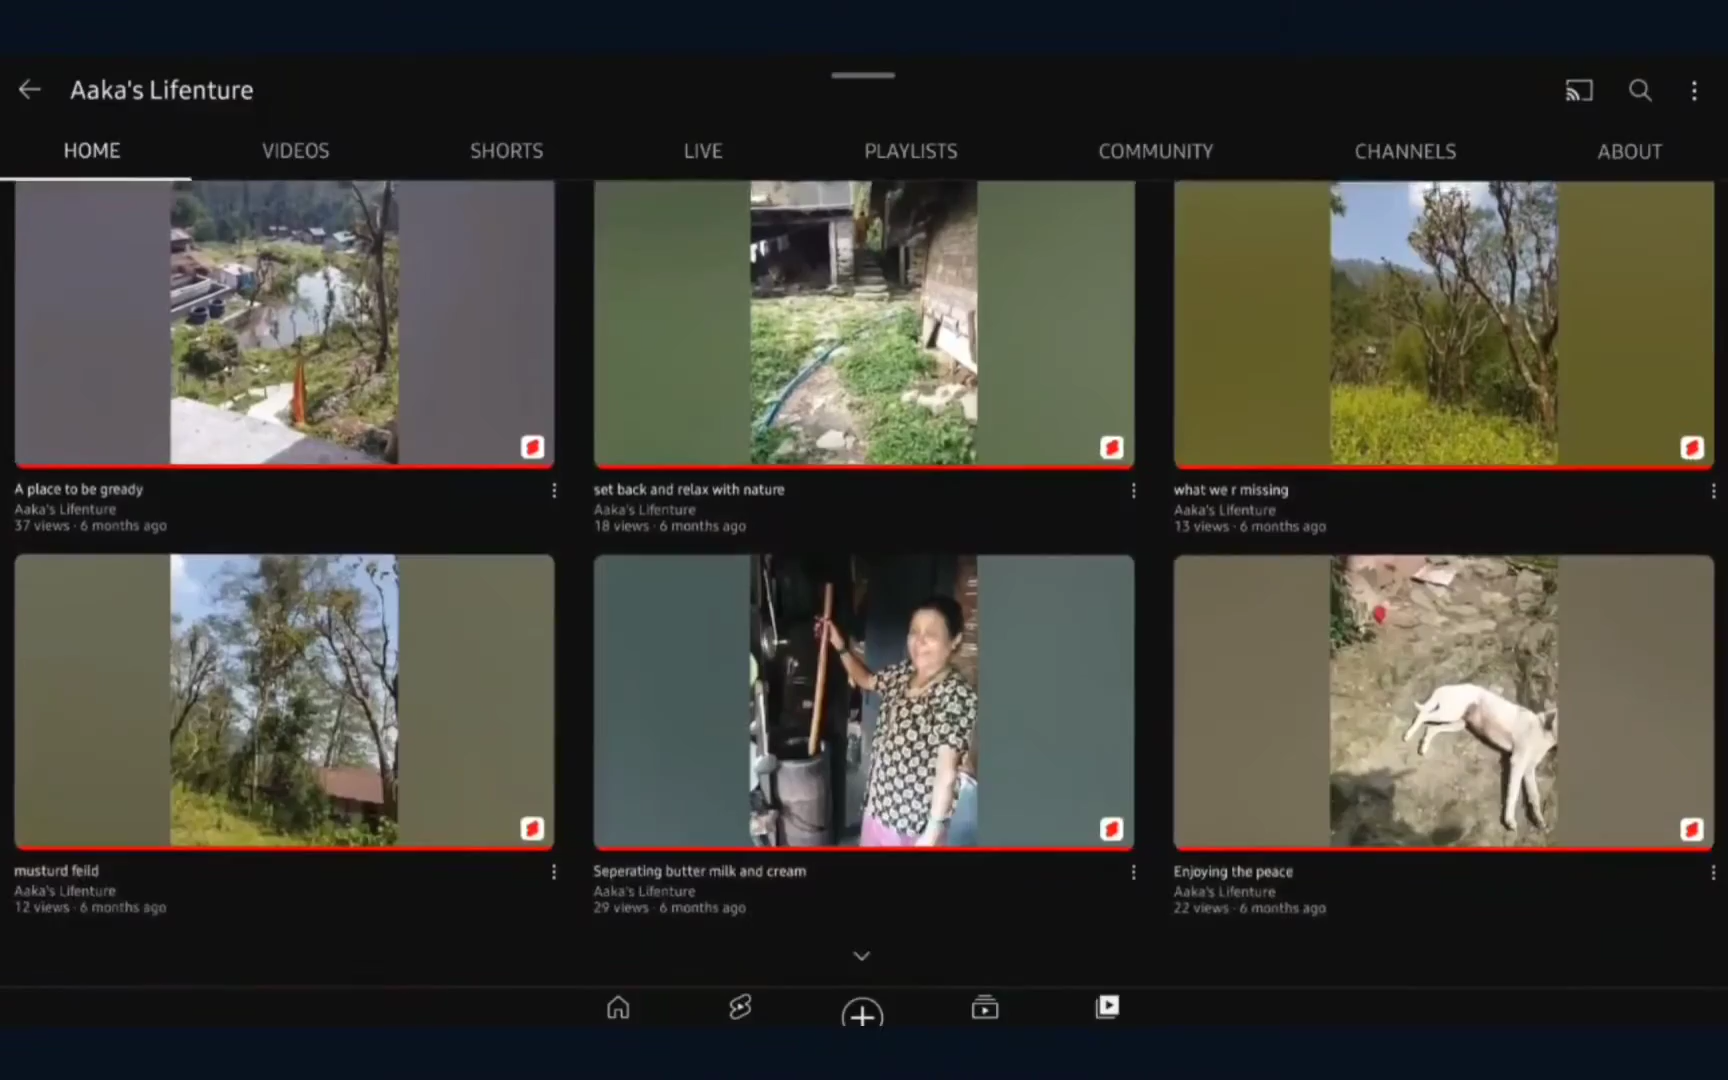 Aaka's Lifenture
HOME VIDEOS SHORTS LIVE PLAYLISTS COMMUNITY CHANNELS ABOUT
A place to be gready
Aaka's Lifenture
37 views · 6 months ago
set back and relax with nature
Aaka's Lifenture
18 views · 6 months ago
what we r missing
Aaka's Lifenture
13 views · 6 months ago
musturd feild
Aaka's Lifenture
12 views · 6 months ago
Seperating butter milk and cream
Aaka's Lifenture
29 views · 6 months ago
Enjoying the peace
Aaka's Lifenture
22 views · 6 months ago